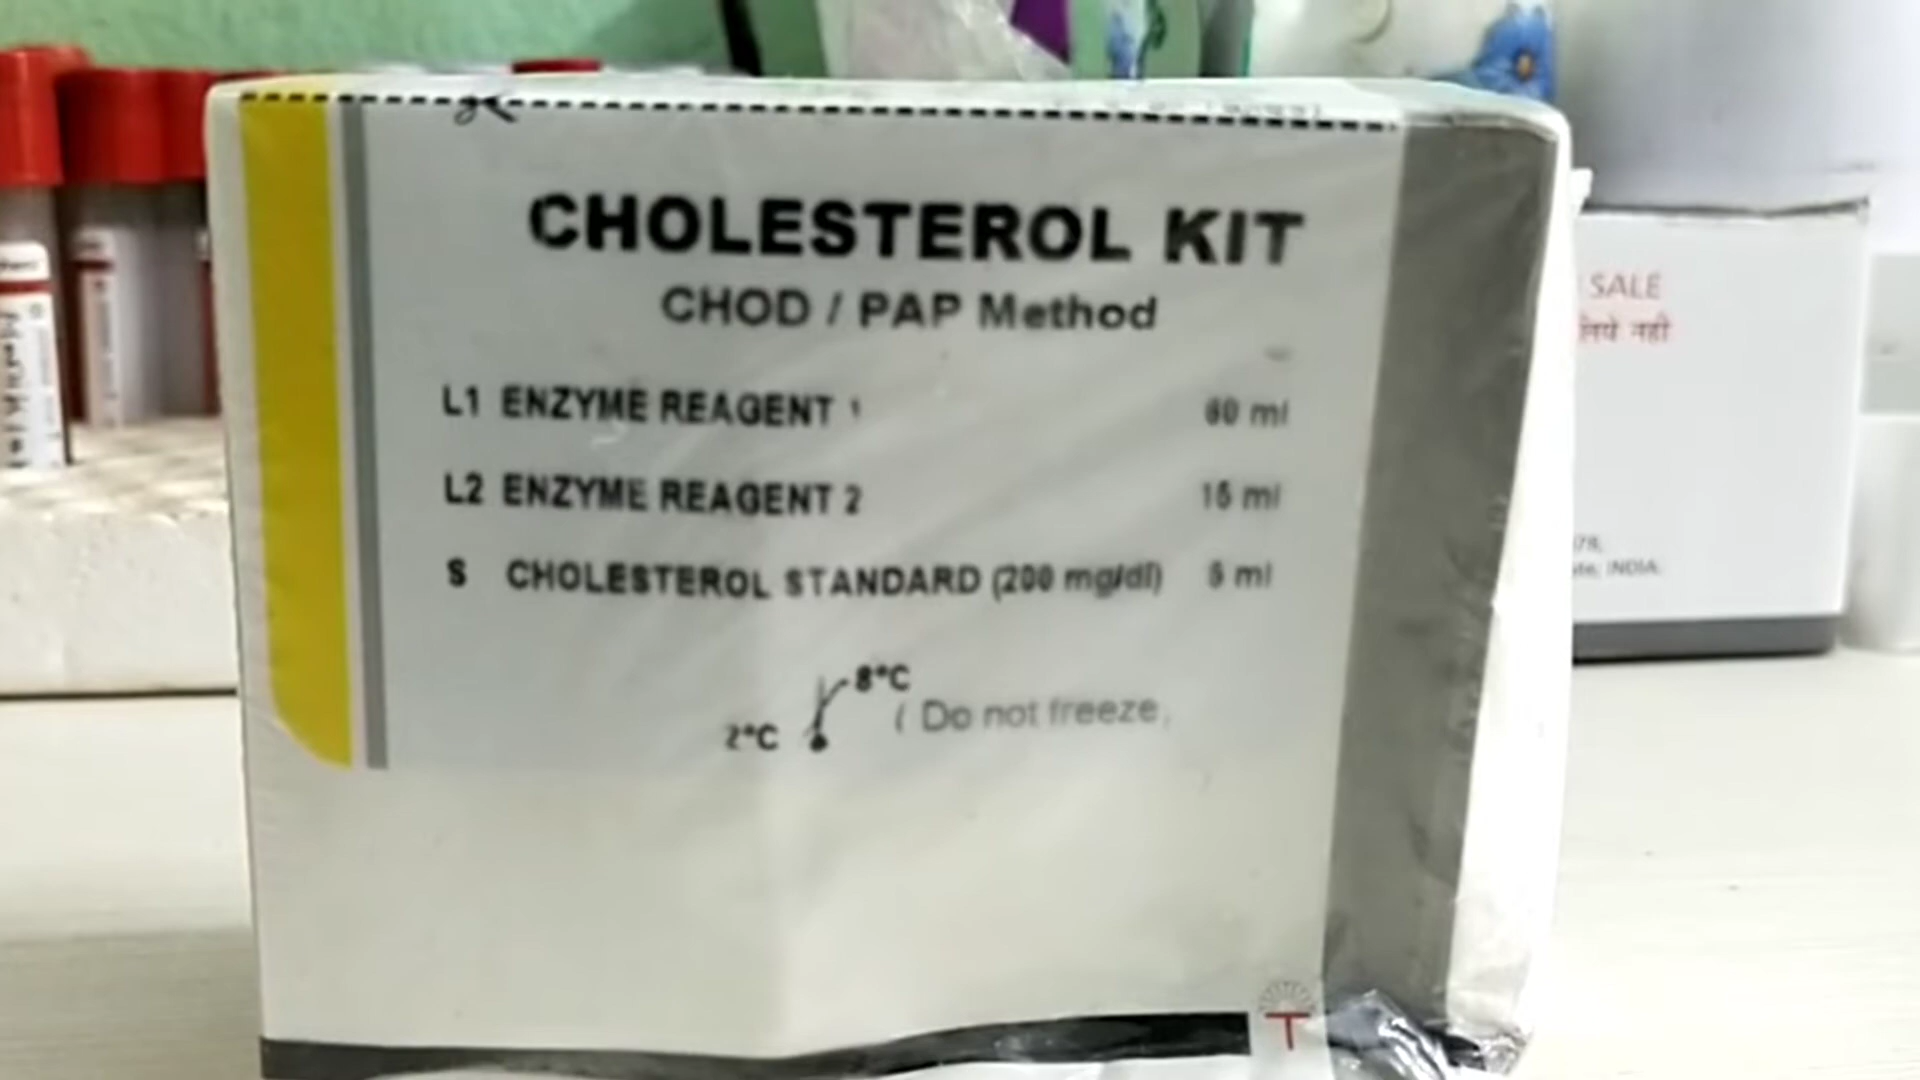 CHOLESTEROL KIT
CHOD / PAP Method
L1 ENZYME REAGENT 1 60 ml
L2 ENZYME REAGENT 2 15 ml
S CHOLESTEROL STANDARD (200 mg/dl) 5 ml
8°C
2°C
( Do not freeze
T
SALE
लिये नही
INDIA.